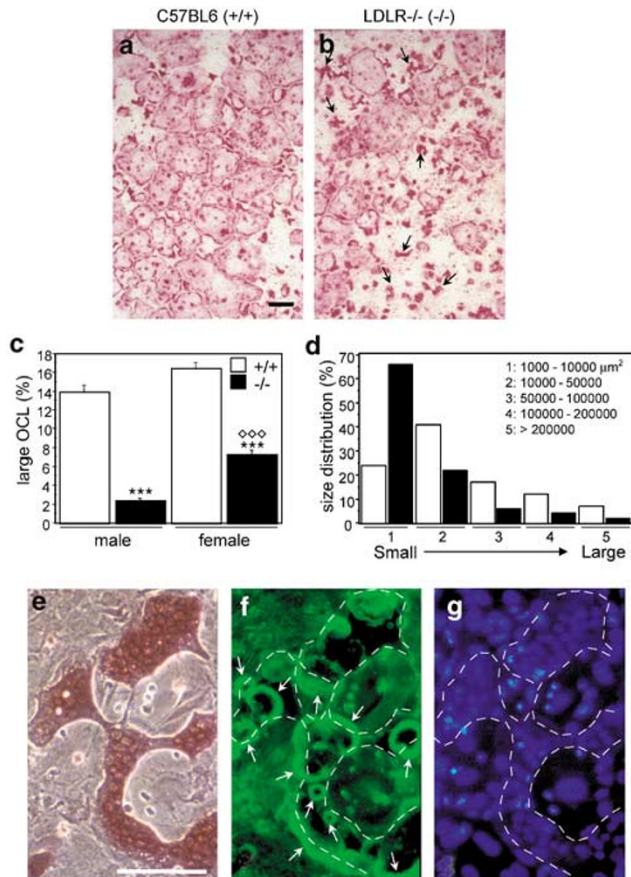 C57BL6 (+/+)
LDLR-/- (-/-)
a
b
c
large OCL (%)
18
16
14
12
10
8
6
4
2
0
+/+
-/-
***
◇◇◇
***
male
female
d
size distribution (%)
70
60
50
40
30
20
10
0
1: 1000 - 10000 μm²
2: 10000 - 50000
3: 50000 - 100000
4: 100000 - 200000
5: > 200000
1
2
3
4
5
Small
Large
e
f
g